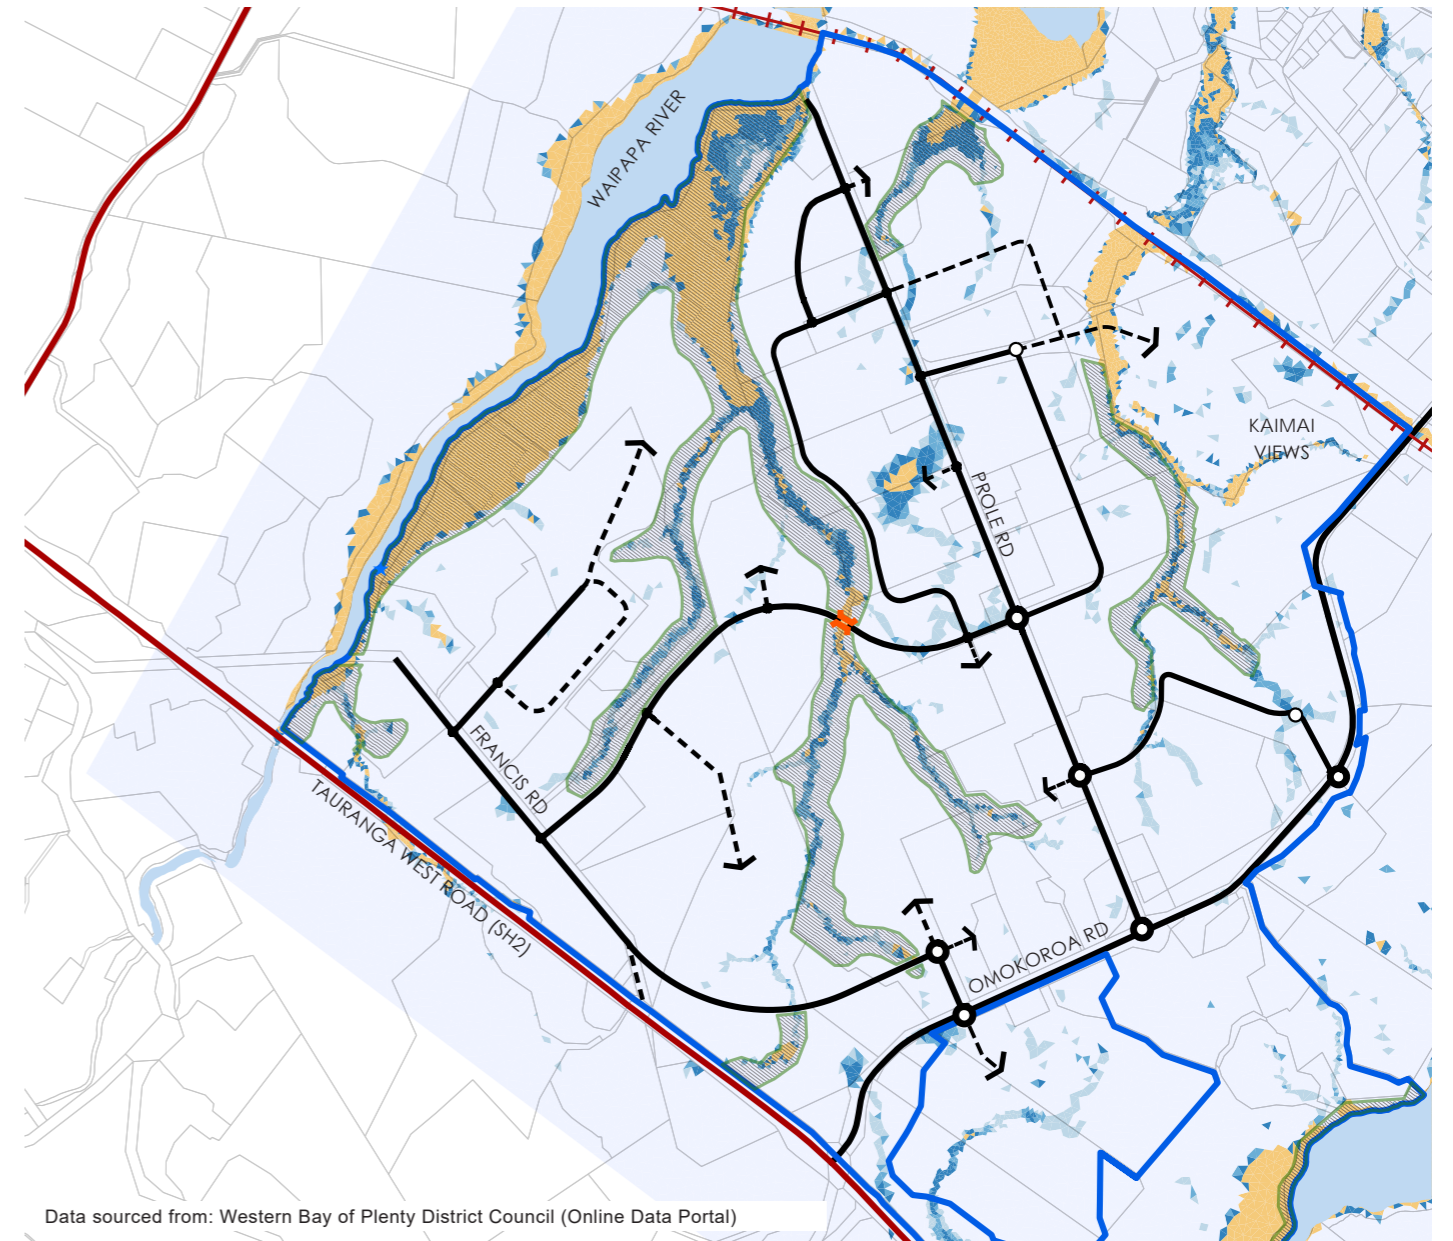 WAIPAPA RIVER
KAIMAI
VIEWS
PROLE RD
FRANCIS RD
TAURANGA WEST ROAD (SH2)
OMOKOROA RD
Data sourced from: Western Bay of Plenty District Council (Online Data Portal)